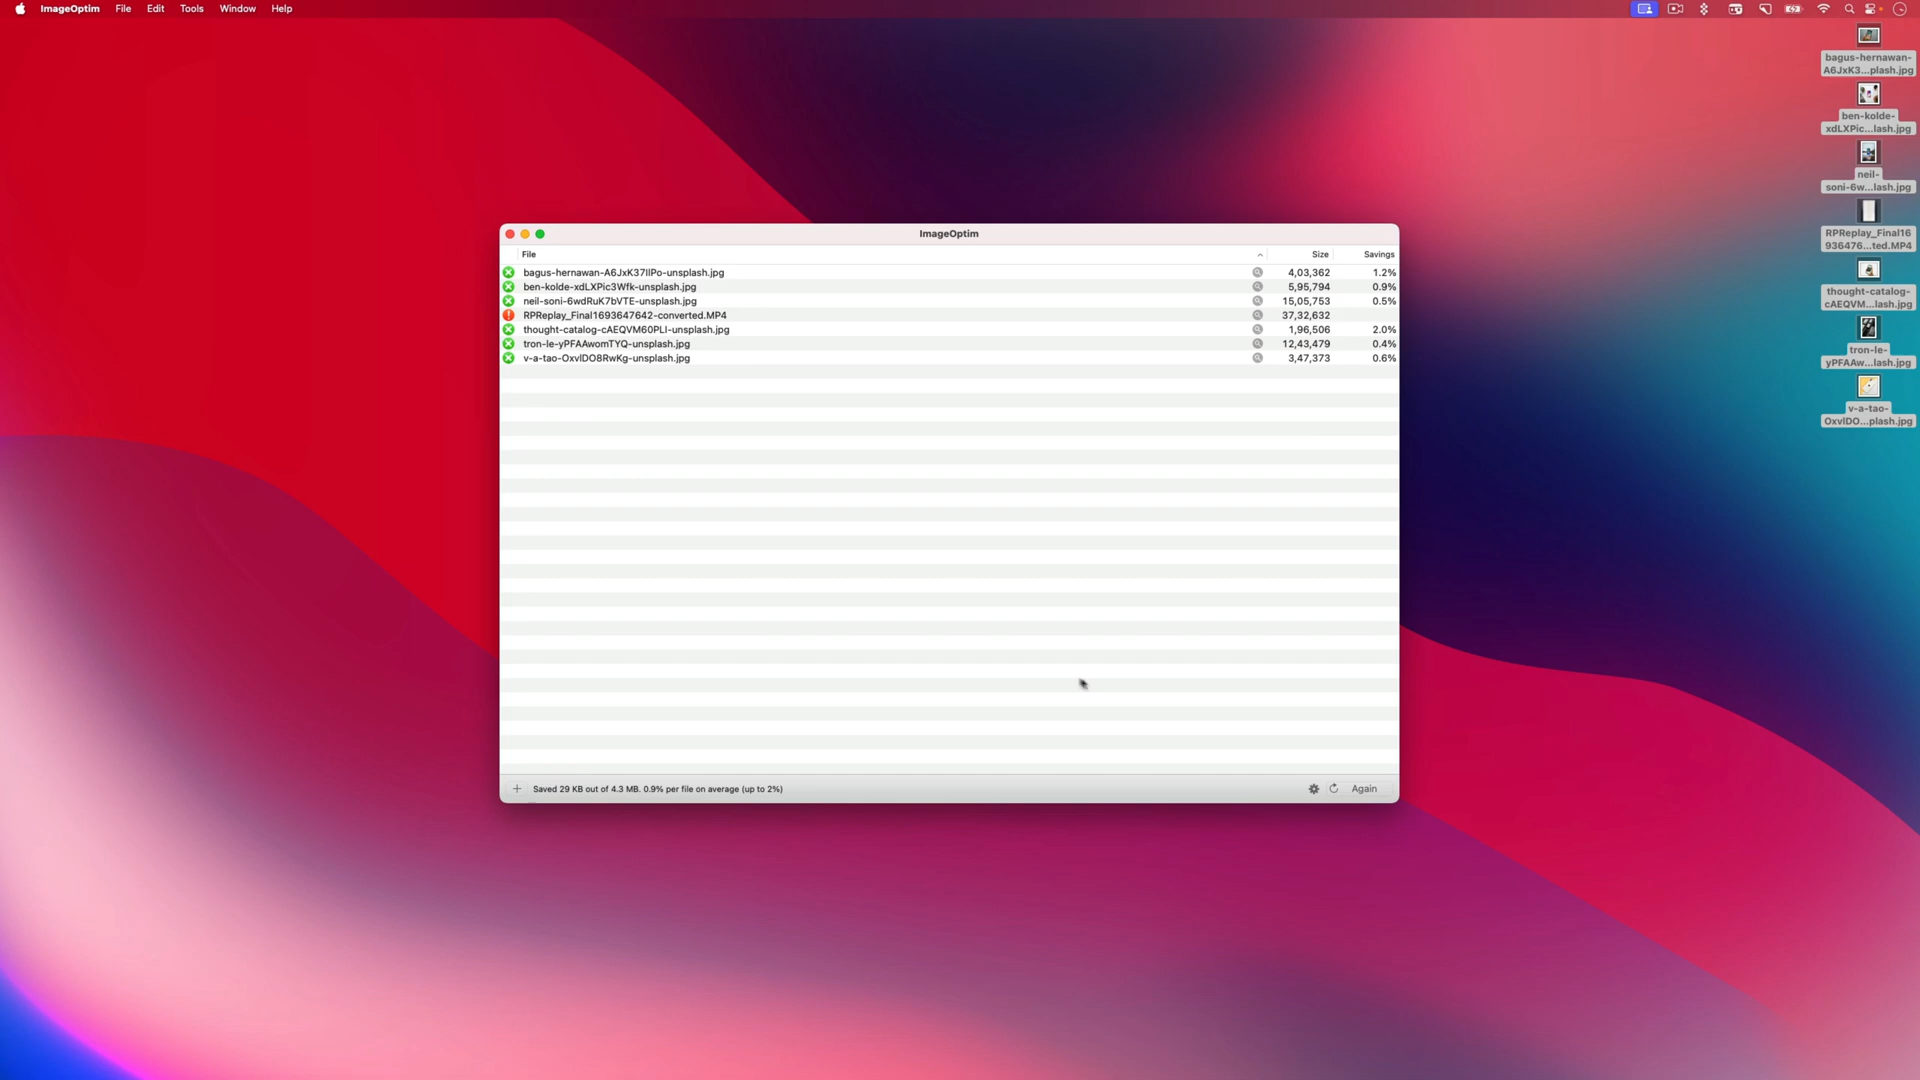 ImageOptim File Edit Tools Window Help
ImageOptim
File Size Savings
bagus-hernawan-A6JxK37IlPo-unsplash.jpg 4,03,362 1.2%
ben-kolde-xdLXPic3Wfk-unsplash.jpg 5,95,794 0.9%
neil-soni-6wdRuK7bVTE-unsplash.jpg 15,05,753 0.5%
RPReplay_Final1693647642-converted.MP4 37,32,632
thought-catalog-cAEQVM60PLI-unsplash.jpg 1,96,506 2.0%
tron-le-yPFAAwomTYQ-unsplash.jpg 12,43,479 0.4%
v-a-tao-OxvlDO8RwKg-unsplash.jpg 3,47,373 0.6%
Saved 29 KB out of 4.3 MB. 0.9% per file on average (up to 2%) Again
bagus-hernawan-
A6JxK3...plash.jpg
ben-kolde-
xdLXPic...lash.jpg
neil-
soni-6w...lash.jpg
RPReplay_Final16
936476...ted.MP4
thought-catalog-
cAEQVM...lash.jpg
tron-le-
yPFAAw...lash.jpg
v-a-tao-
OxvlDO...plash.jpg